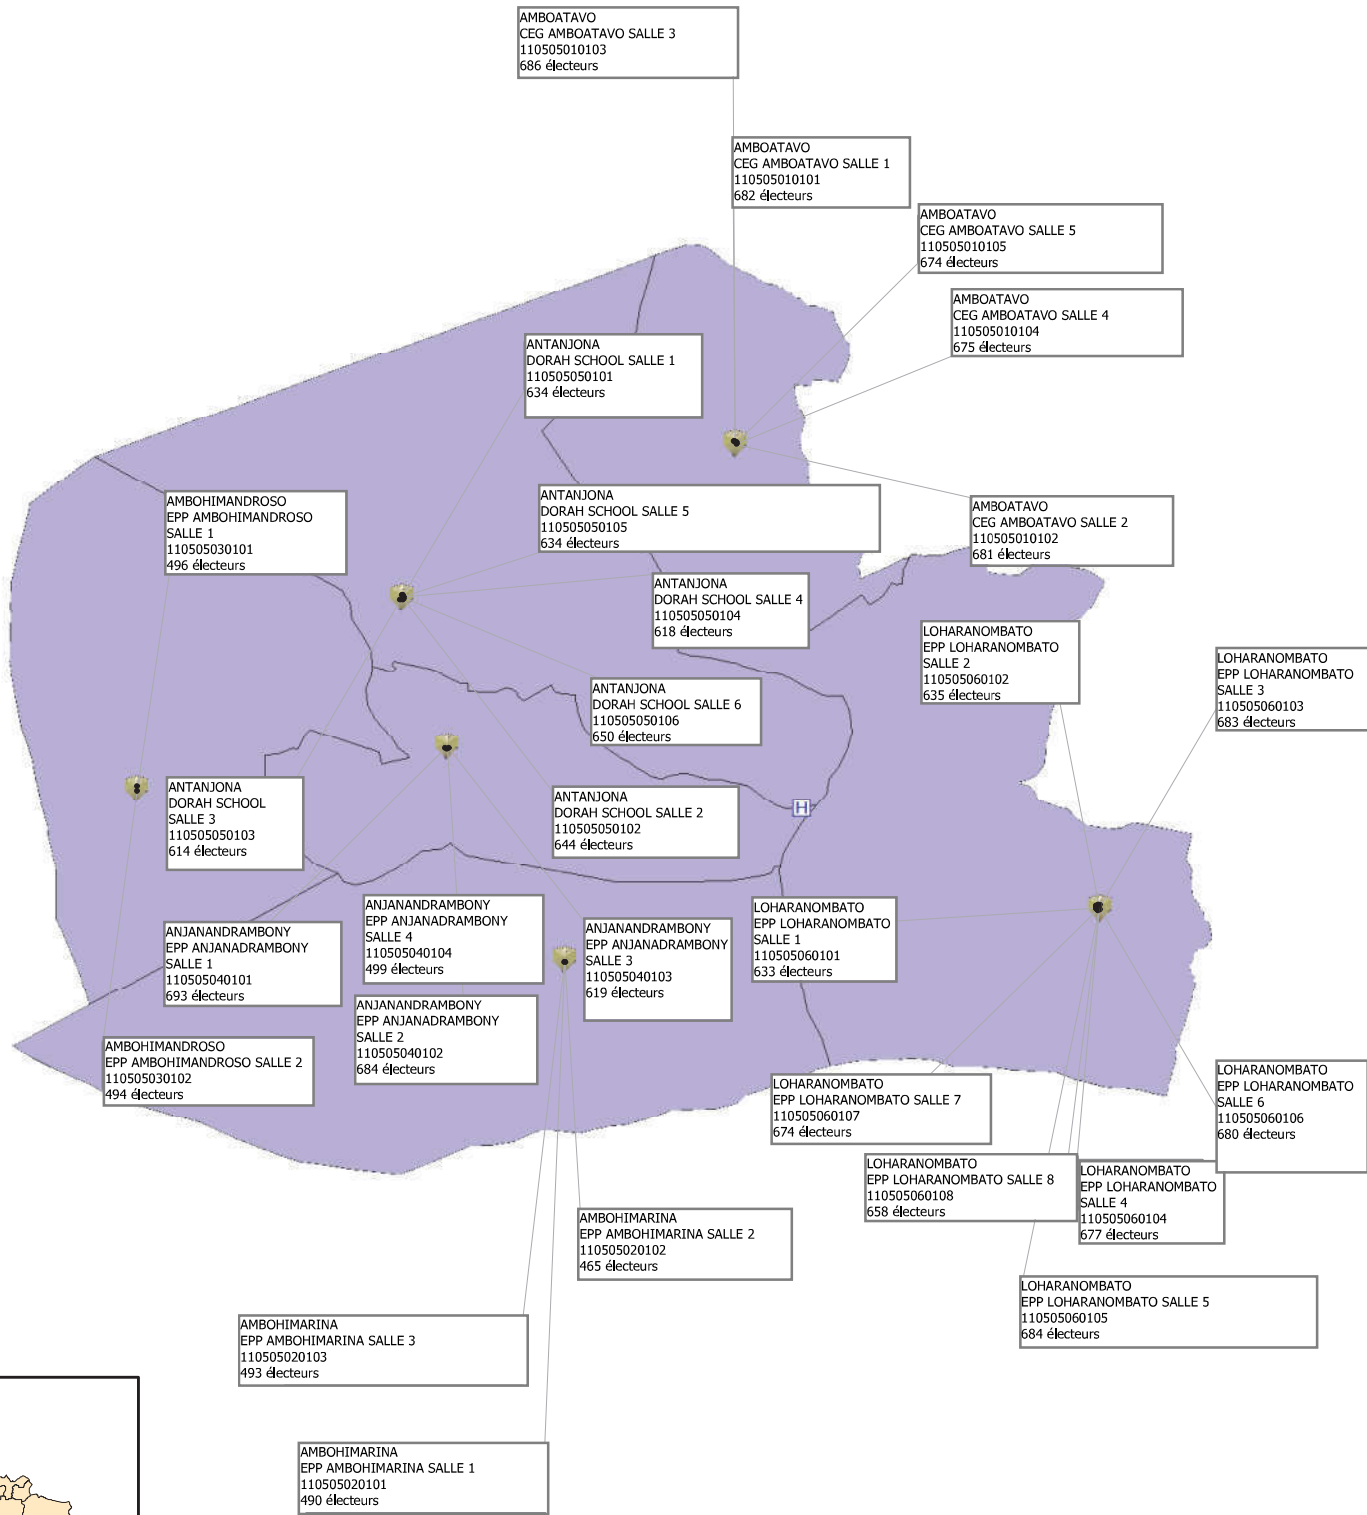 AMBOATAVO
CEG AMBOATAVO SALLE 3
110505010103
686 électeurs
AMBOATAVO
CEG AMBOATAVO SALLE 1
110505010101
682 électeurs
AMBOATAVO
CEG AMBOATAVO SALLE 5
110505010105
674 électeurs
AMBOATAVO
CEG AMBOATAVO SALLE 4
110505010104
675 électeurs
ANTANJONA
DORAH SCHOOL SALLE 1
110505050101
634 électeurs
AMBOHIMANDROSO
EPP AMBOHIMANDROSO
SALLE 1
110505030101
496 électeurs
ANTANJONA
DORAH SCHOOL SALLE 5
110505050105
634 électeurs
AMBOATAVO
CEG AMBOATAVO SALLE 2
110505010102
681 électeurs
ANTANJONA
DORAH SCHOOL SALLE 4
110505050104
618 électeurs
LOHARANOMBATO
EPP LOHARANOMBATO
SALLE 2
110505060102
635 électeurs
LOHARANOMBATO
EPP LOHARANOMBATO
SALLE 3
110505060103
683 électeurs
ANTANJONA
DORAH SCHOOL SALLE 6
110505050106
650 électeurs
ANTANJONA
DORAH SCHOOL
SALLE 3
110505050103
614 électeurs
ANTANJONA
DORAH SCHOOL SALLE 2
110505050102
644 électeurs
H
ANJANANDRAMBONY
EPP ANJANADRAMBONY
SALLE 1
110505040101
693 électeurs
ANJANANDRAMBONY
EPP ANJANADRAMBONY
SALLE 4
110505040104
499 électeurs
ANJANANDRAMBONY
EPP ANJANADRAMBONY
SALLE 3
110505040103
619 électeurs
LOHARANOMBATO
EPP LOHARANOMBATO
SALLE 1
110505060101
633 électeurs
ANJANANDRAMBONY
EPP ANJANADRAMBONY
SALLE 2
110505040102
684 électeurs
AMBOHIMANDROSO
EPP AMBOHIMANDROSO SALLE 2
110505030102
494 électeurs
LOHARANOMBATO
EPP LOHARANOMBATO SALLE 7
110505060107
674 électeurs
LOHARANOMBATO
EPP LOHARANOMBATO
SALLE 6
110505060106
680 électeurs
LOHARANOMBATO
EPP LOHARANOMBATO SALLE 8
110505060108
658 électeurs
LOHARANOMBATO
EPP LOHARANOMBATO
SALLE 4
110505060104
677 électeurs
AMBOHIMARINA
EPP AMBOHIMARINA SALLE 2
110505020102
465 électeurs
LOHARANOMBATO
EPP LOHARANOMBATO SALLE 5
110505060105
684 électeurs
AMBOHIMARINA
EPP AMBOHIMARINA SALLE 3
110505020103
493 électeurs
AMBOHIMARINA
EPP AMBOHIMARINA SALLE 1
110505020101
490 électeurs